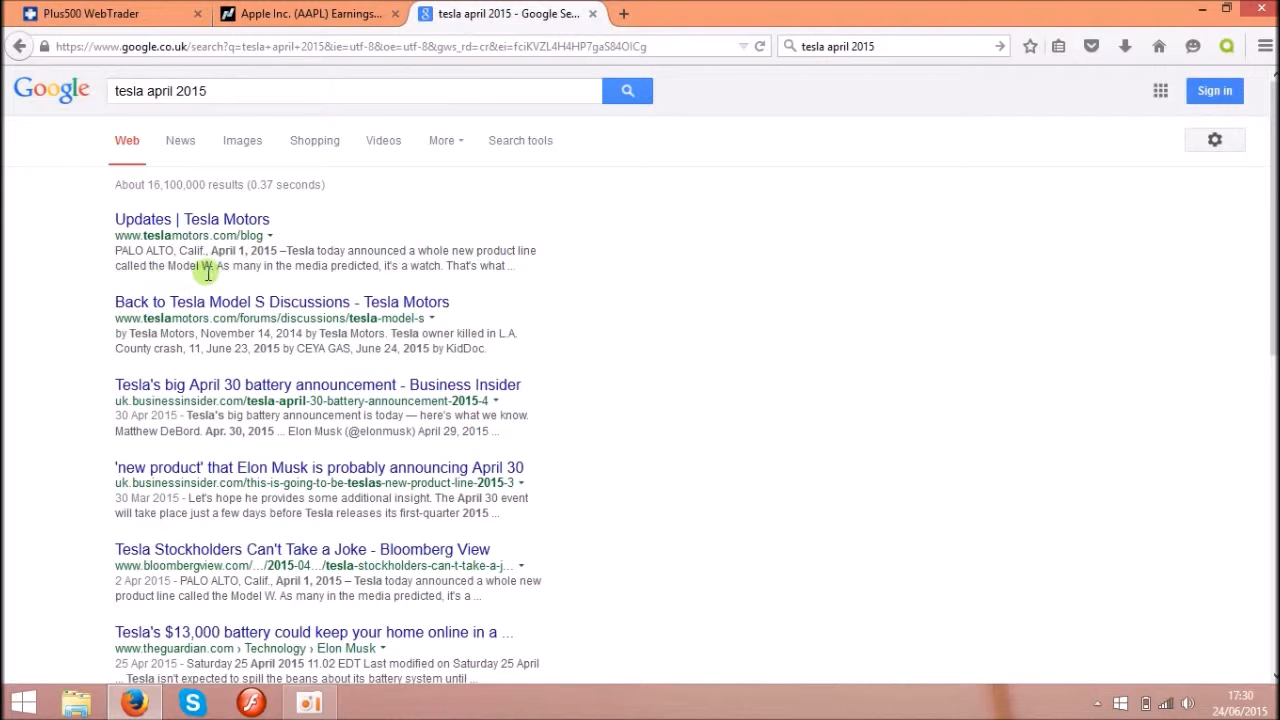 Plus500 WebTrader
Apple Inc. (AAPL) Earnings...
tesla april 2015 - Google Se...
https://www.google.co.uk/search?q=tesla+april+2015&ie=utf-8&oe=utf-8&gws_rd=cr&ei=
tesla april 2015
Google
tesla april 2015
Sign in
Web
News
Images
Shopping
Videos
More
Search tools
About 16,100,000 results (0.37 seconds)
Updates | Tesla Motors
www.teslamotors.com/blog
PALO ALTO, Calif., April 1, 2015 –Tesla today announced a whole new product line
called the Model W. As many in the media predicted, it's a watch. That's what ...
Back to Tesla Model S Discussions - Tesla Motors
www.teslamotors.com/forums/discussions/tesla-model-s
by Tesla Motors, November 14, 2014 by Tesla Motors. Tesla owner killed in L.A.
County crash, 11, June 23, 2015 by CEYA GAS, June 24, 2015 by KidDoc.
Tesla's big April 30 battery announcement - Business Insider
uk.businessinsider.com/tesla-april-30-battery-announcement-2015-4
30 Apr 2015 - Tesla's big battery announcement is today — here's what we know.
Matthew DeBord. Apr. 30, 2015 ... Elon Musk (@elonmusk) April 29, 2015 ...
'new product' that Elon Musk is probably announcing April 30
uk.businessinsider.com/this-is-going-to-be-teslas-new-product-line-2015-3
30 Mar 2015 - Let's hope he provides some additional insight. The April 30 event
will take place just a few days before Tesla releases its first-quarter 2015 ...
Tesla Stockholders Can't Take a Joke - Bloomberg View
www.bloombergview.com/.../2015-04.../tesla-stockholders-can-t-take-a-j...
2 Apr 2015 - PALO ALTO, Calif., April 1, 2015 – Tesla today announced a whole new
product line called the Model W. As many in the media predicted, it's a ...
Tesla's $13,000 battery could keep your home online in a ...
www.theguardian.com › Technology › Elon Musk
25 Apr 2015 - Saturday 25 April 2015 11.02 EDT Last modified on Saturday 25 April
... Tesla isn't expected to spill the beans about its battery system until ...
17:30
24/06/2015